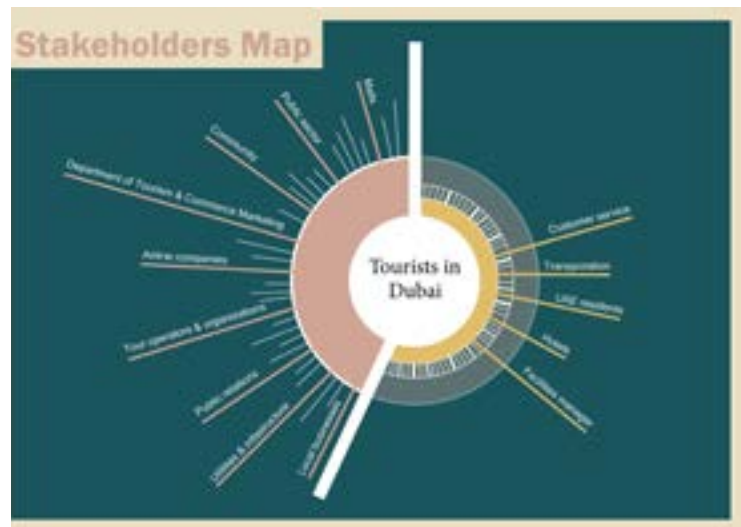 Stakeholders Map
Malls
Public sector
Community
Department of Tourism & Commerce Marketing
Airline companies
Tour operators & organizations
Public relations
Utilities & infrastructure
Local businesses
Tourists in
Dubai
Customer service
Transportation
UAE residents
Hotels
Facilities manager